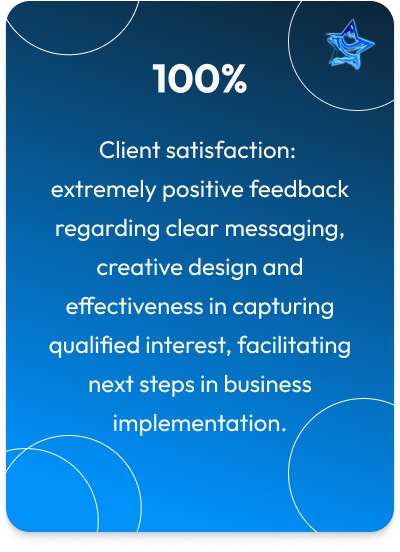 100%
Client satisfaction:
extremely positive feedback
regarding clear messaging,
creative design and
effectiveness in capturing
qualified interest, facilitating
next steps in business
implementation.